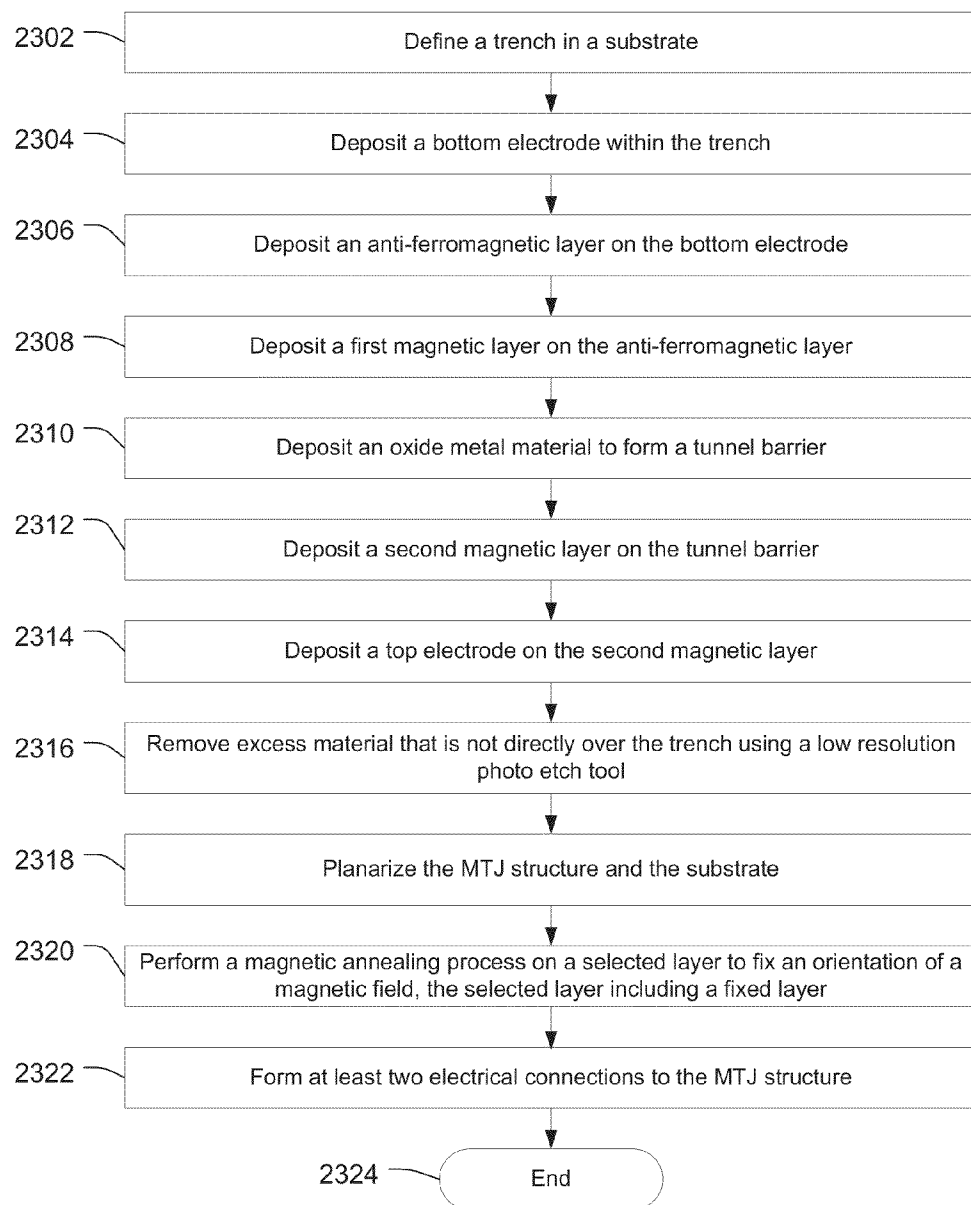 2302
Define a trench in a substrate
2304
Deposit a bottom electrode within the trench
2306
Deposit an anti-ferromagnetic layer on the bottom electrode
2308
Deposit a first magnetic layer on the anti-ferromagnetic layer
2310
Deposit an oxide metal material to form a tunnel barrier
2312
Deposit a second magnetic layer on the tunnel barrier
2314
Deposit a top electrode on the second magnetic layer
2316
Remove excess material that is not directly over the trench using a low resolution
photo etch tool
2318
Planarize the MTJ structure and the substrate
2320
Perform a magnetic annealing process on a selected layer to fix an orientation of a
magnetic field, the selected layer including a fixed layer
2322
Form at least two electrical connections to the MTJ structure
2324
End